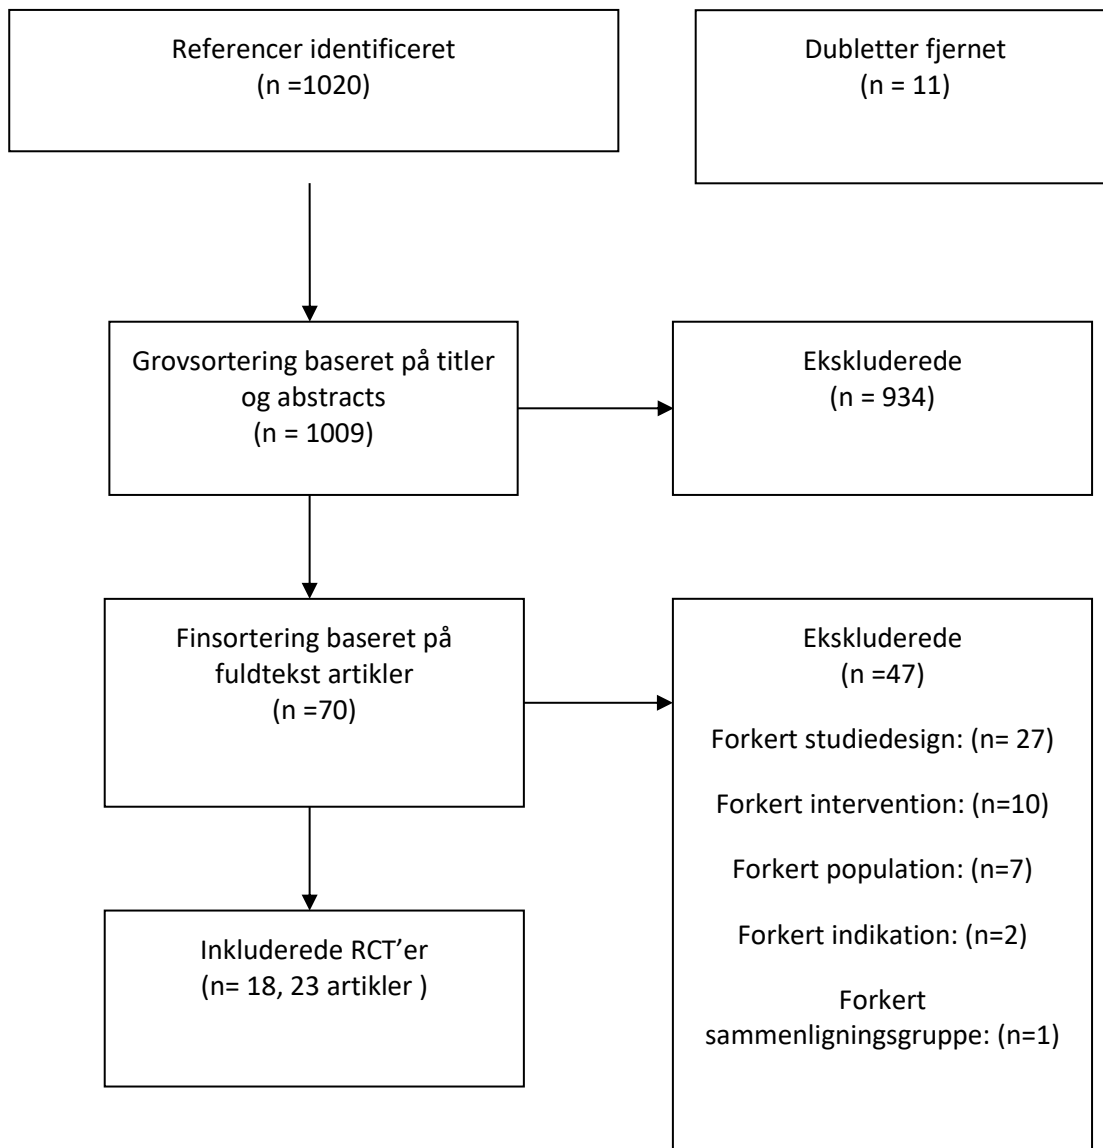 Referencer identificeret
(n =1020)
Dubletter fjernet
(n = 11)
Grovsortering baseret på titler
og abstracts
(n = 1009)
Ekskluderede
(n = 934)
Finsortering baseret på
fuldtekst artikler
(n =70)
Ekskluderede
(n =47)
Forkert studiedesign: (n= 27)
Forkert intervention: (n=10)
Forkert population: (n=7)
Forkert indikation: (n=2)
Forkert
sammenligningsgruppe: (n=1)
Inkluderede RCT’er
(n= 18, 23 artikler )